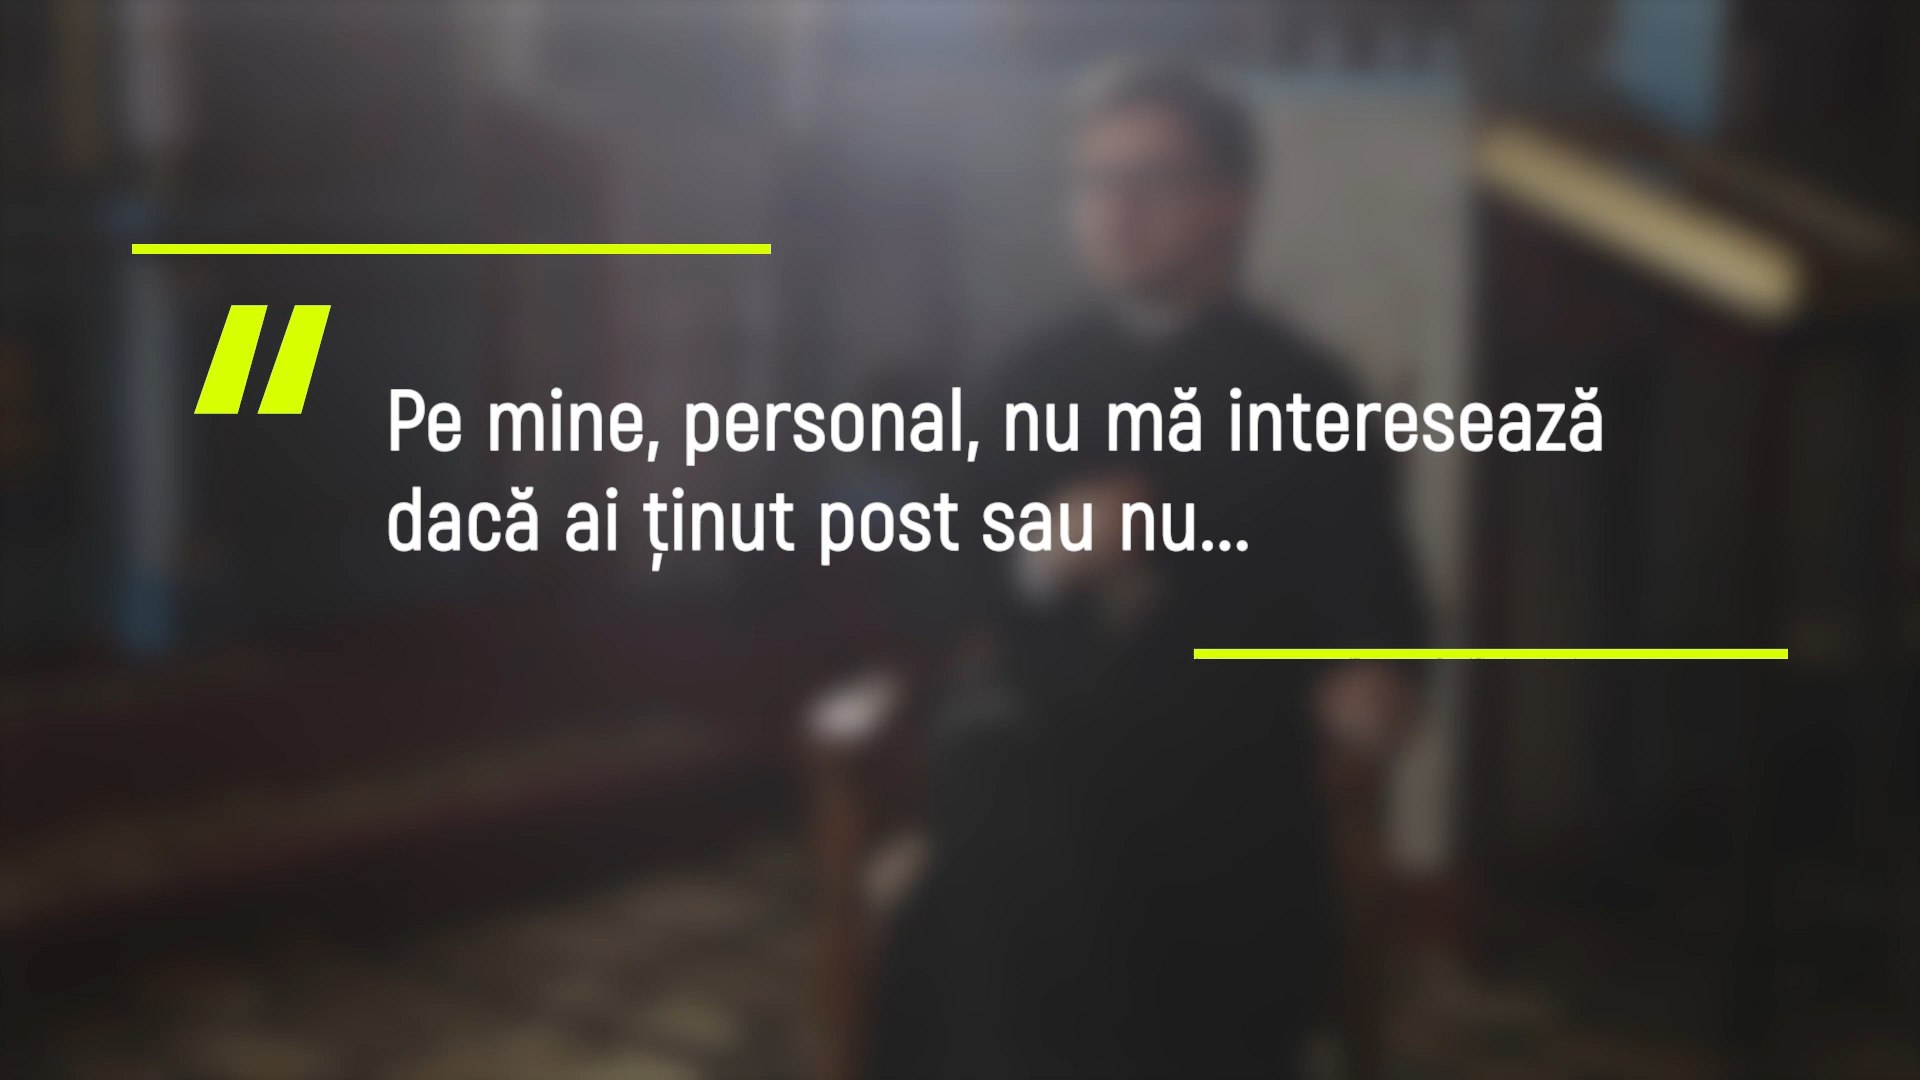 Pe mine, personal, nu mă interesează
dacă ai ținut post sau nu...